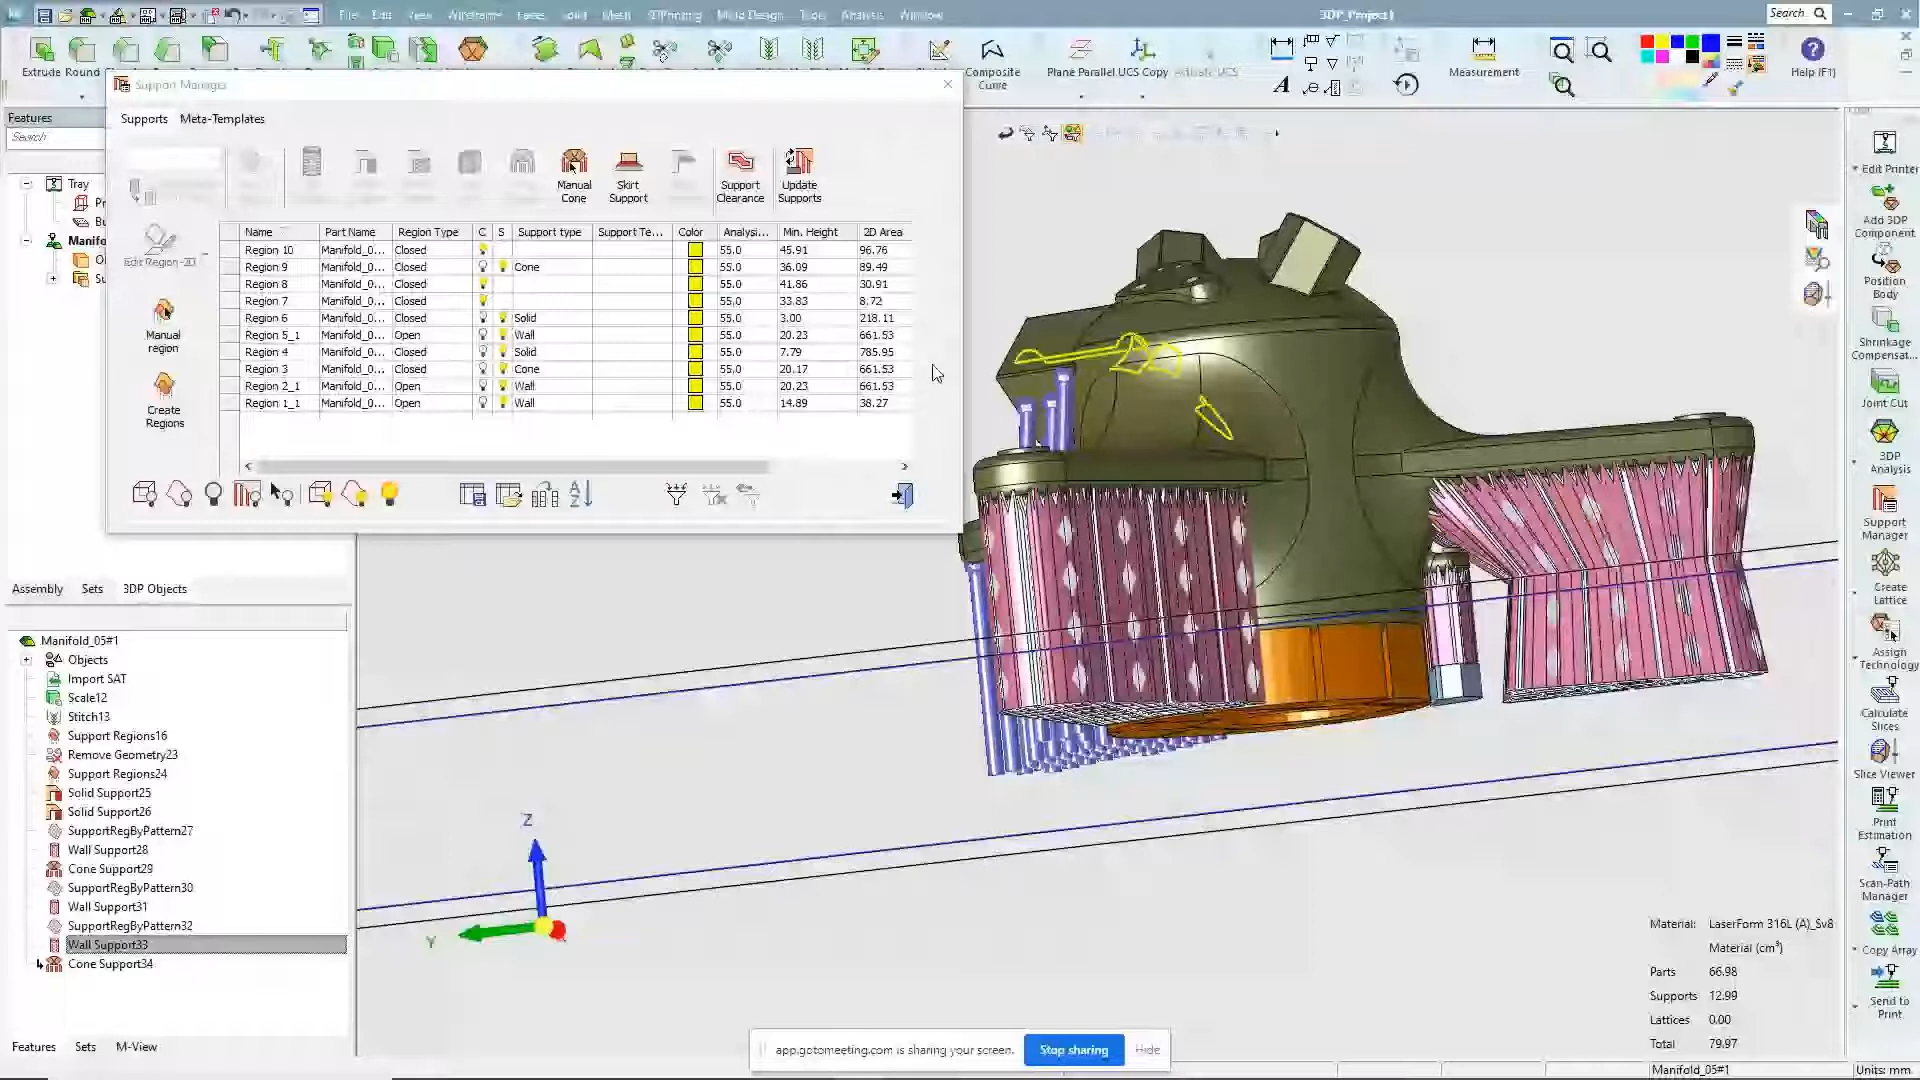 File Edit View Wireframe Faces Solid Mesh 3DPrinting Mold Design Tools Analysis Window
3DP_Project1
Search
Extrude Round
Composite Curve
Plane Parallel UCS Copy Activate UCS
Measurement
Help (F1)
Features
Search
Support Manager
Supports Meta-Templates
Manual Cone
Skirt Support
Support Clearance
Update Supports
Edit Region-2D
Manual region
Create Regions
Name Part Name Region Type C S Support type Support Te... Color Analysi... Min. Height 2D Area
Region 10 Manifold_0... Closed 55.0 45.91 96.76
Region 9 Manifold_0... Closed Cone 55.0 36.09 89.49
Region 8 Manifold_0... Closed 55.0 41.86 30.91
Region 7 Manifold_0... Closed 55.0 33.83 8.72
Region 6 Manifold_0... Closed Solid 55.0 3.00 218.11
Region 5_1 Manifold_0... Open Wall 55.0 20.23 661.53
Region 4 Manifold_0... Closed Solid 55.0 7.79 785.95
Region 3 Manifold_0... Closed Cone 55.0 20.17 661.53
Region 2_1 Manifold_0... Open Wall 55.0 20.23 661.53
Region 1_1 Manifold_0... Open Wall 55.0 14.89 38.27
Tray
Pr
Bu
Manifo
O
Su
Assembly Sets 3DP Objects
Manifold_05#1
Objects
Import SAT
Scale12
Stitch13
Support Regions16
Remove Geometry23
Support Regions24
Solid Support25
Solid Support26
SupportRegByPattern27
Wall Support28
Cone Support29
SupportRegByPattern30
Wall Support31
SupportRegByPattern32
Wall Support33
Cone Support34
Features Sets M-View
Z
Y
Edit Printer
Add 3DP Component
Position Body
Shrinkage Compensat...
Joint Cut
3DP Analysis
Support Manager
Create Lattice
Assign Technology
Calculate Slices
Slice Viewer
Print Estimation
Scan-Path Manager
Copy Array
Send to Print
Material: LaserForm 316L (A)_Sv8
Material (cm³)
Parts 66.98
Supports 12.99
Lattices 0.00
Total 79.97
app.gotomeeting.com is sharing your screen. Stop sharing Hide
Manifold_05#1 Units: mm